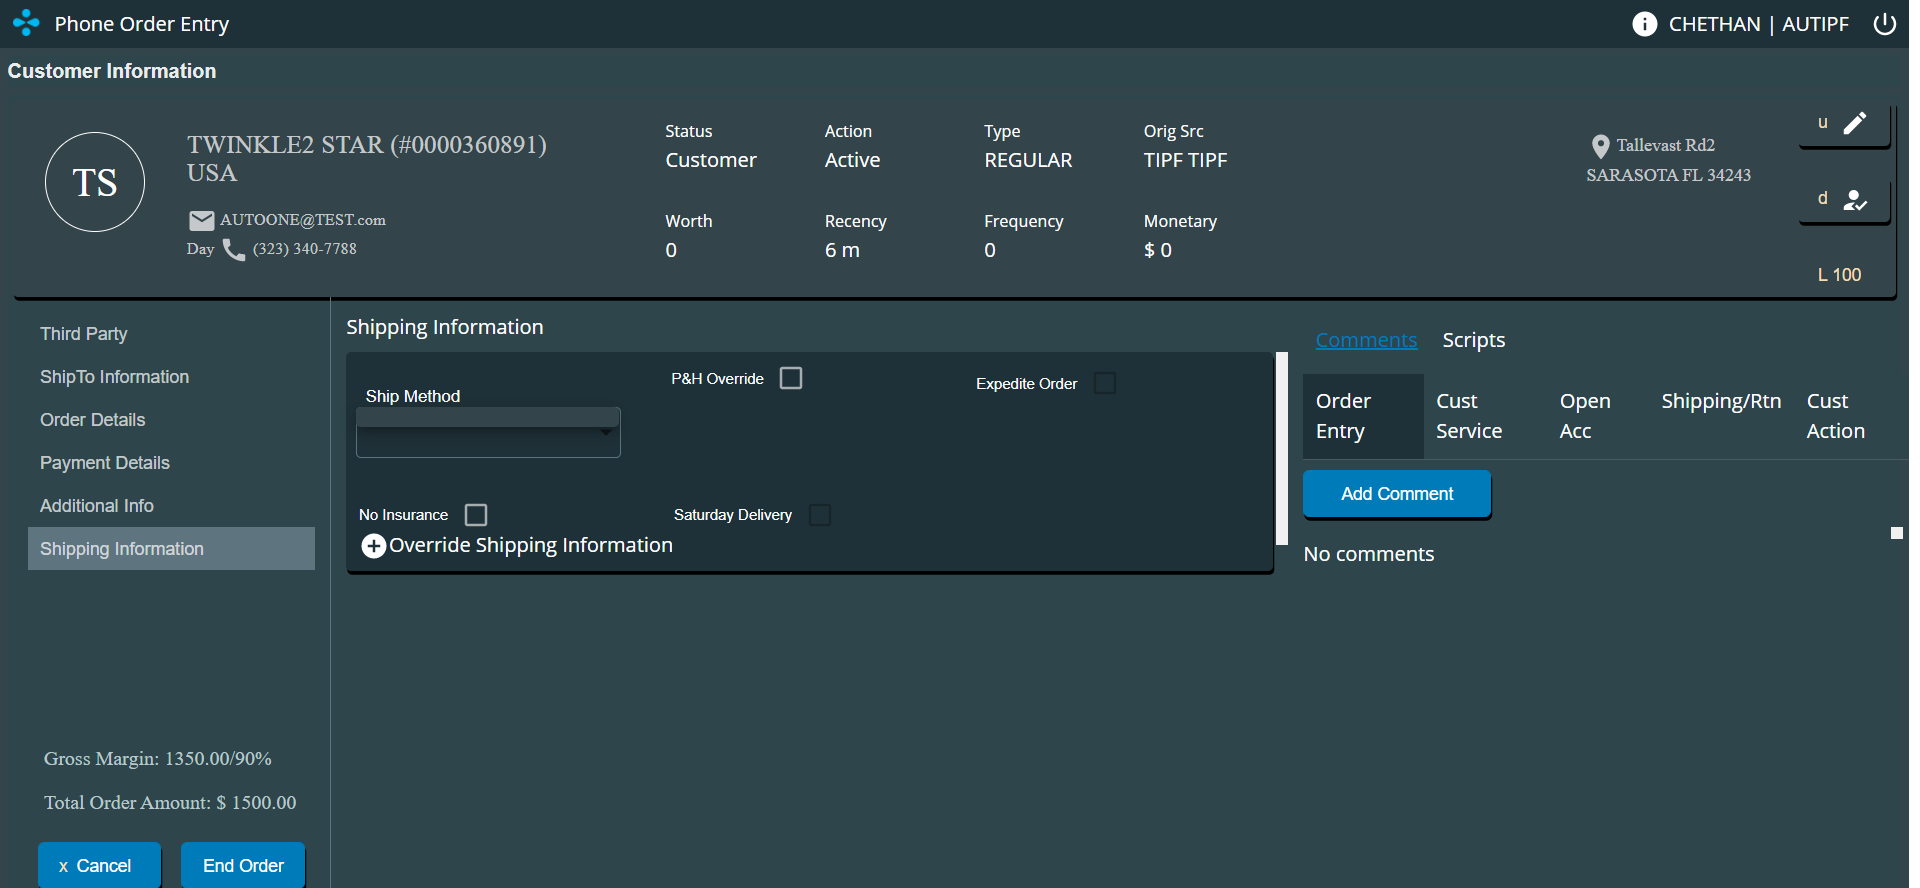 Phone Order Entry
CHETHAN | AUTIPF
Customer Information
TS
TWINKLE2 STAR (#0000360891)
USA
AUTOONE@TEST.com
Day (323) 340-7788
Status
Customer
Action
Active
Type
REGULAR
Orig Src
TIPF TIPF
Worth
0
Recency
6 m
Frequency
0
Monetary
$ 0
Tallevast Rd2
SARASOTA FL 34243
u
d
L 100
Third Party
ShipTo Information
Order Details
Payment Details
Additional Info
Shipping Information
Gross Margin: 1350.00/90%
Total Order Amount: $ 1500.00
x Cancel
End Order
Shipping Information
Ship Method
P&H Override
Expedite Order
No Insurance
Saturday Delivery
Override Shipping Information
Comments
Scripts
Order
Entry
Cust
Service
Open
Acc
Shipping/Rtn
Cust
Action
Add Comment
No comments